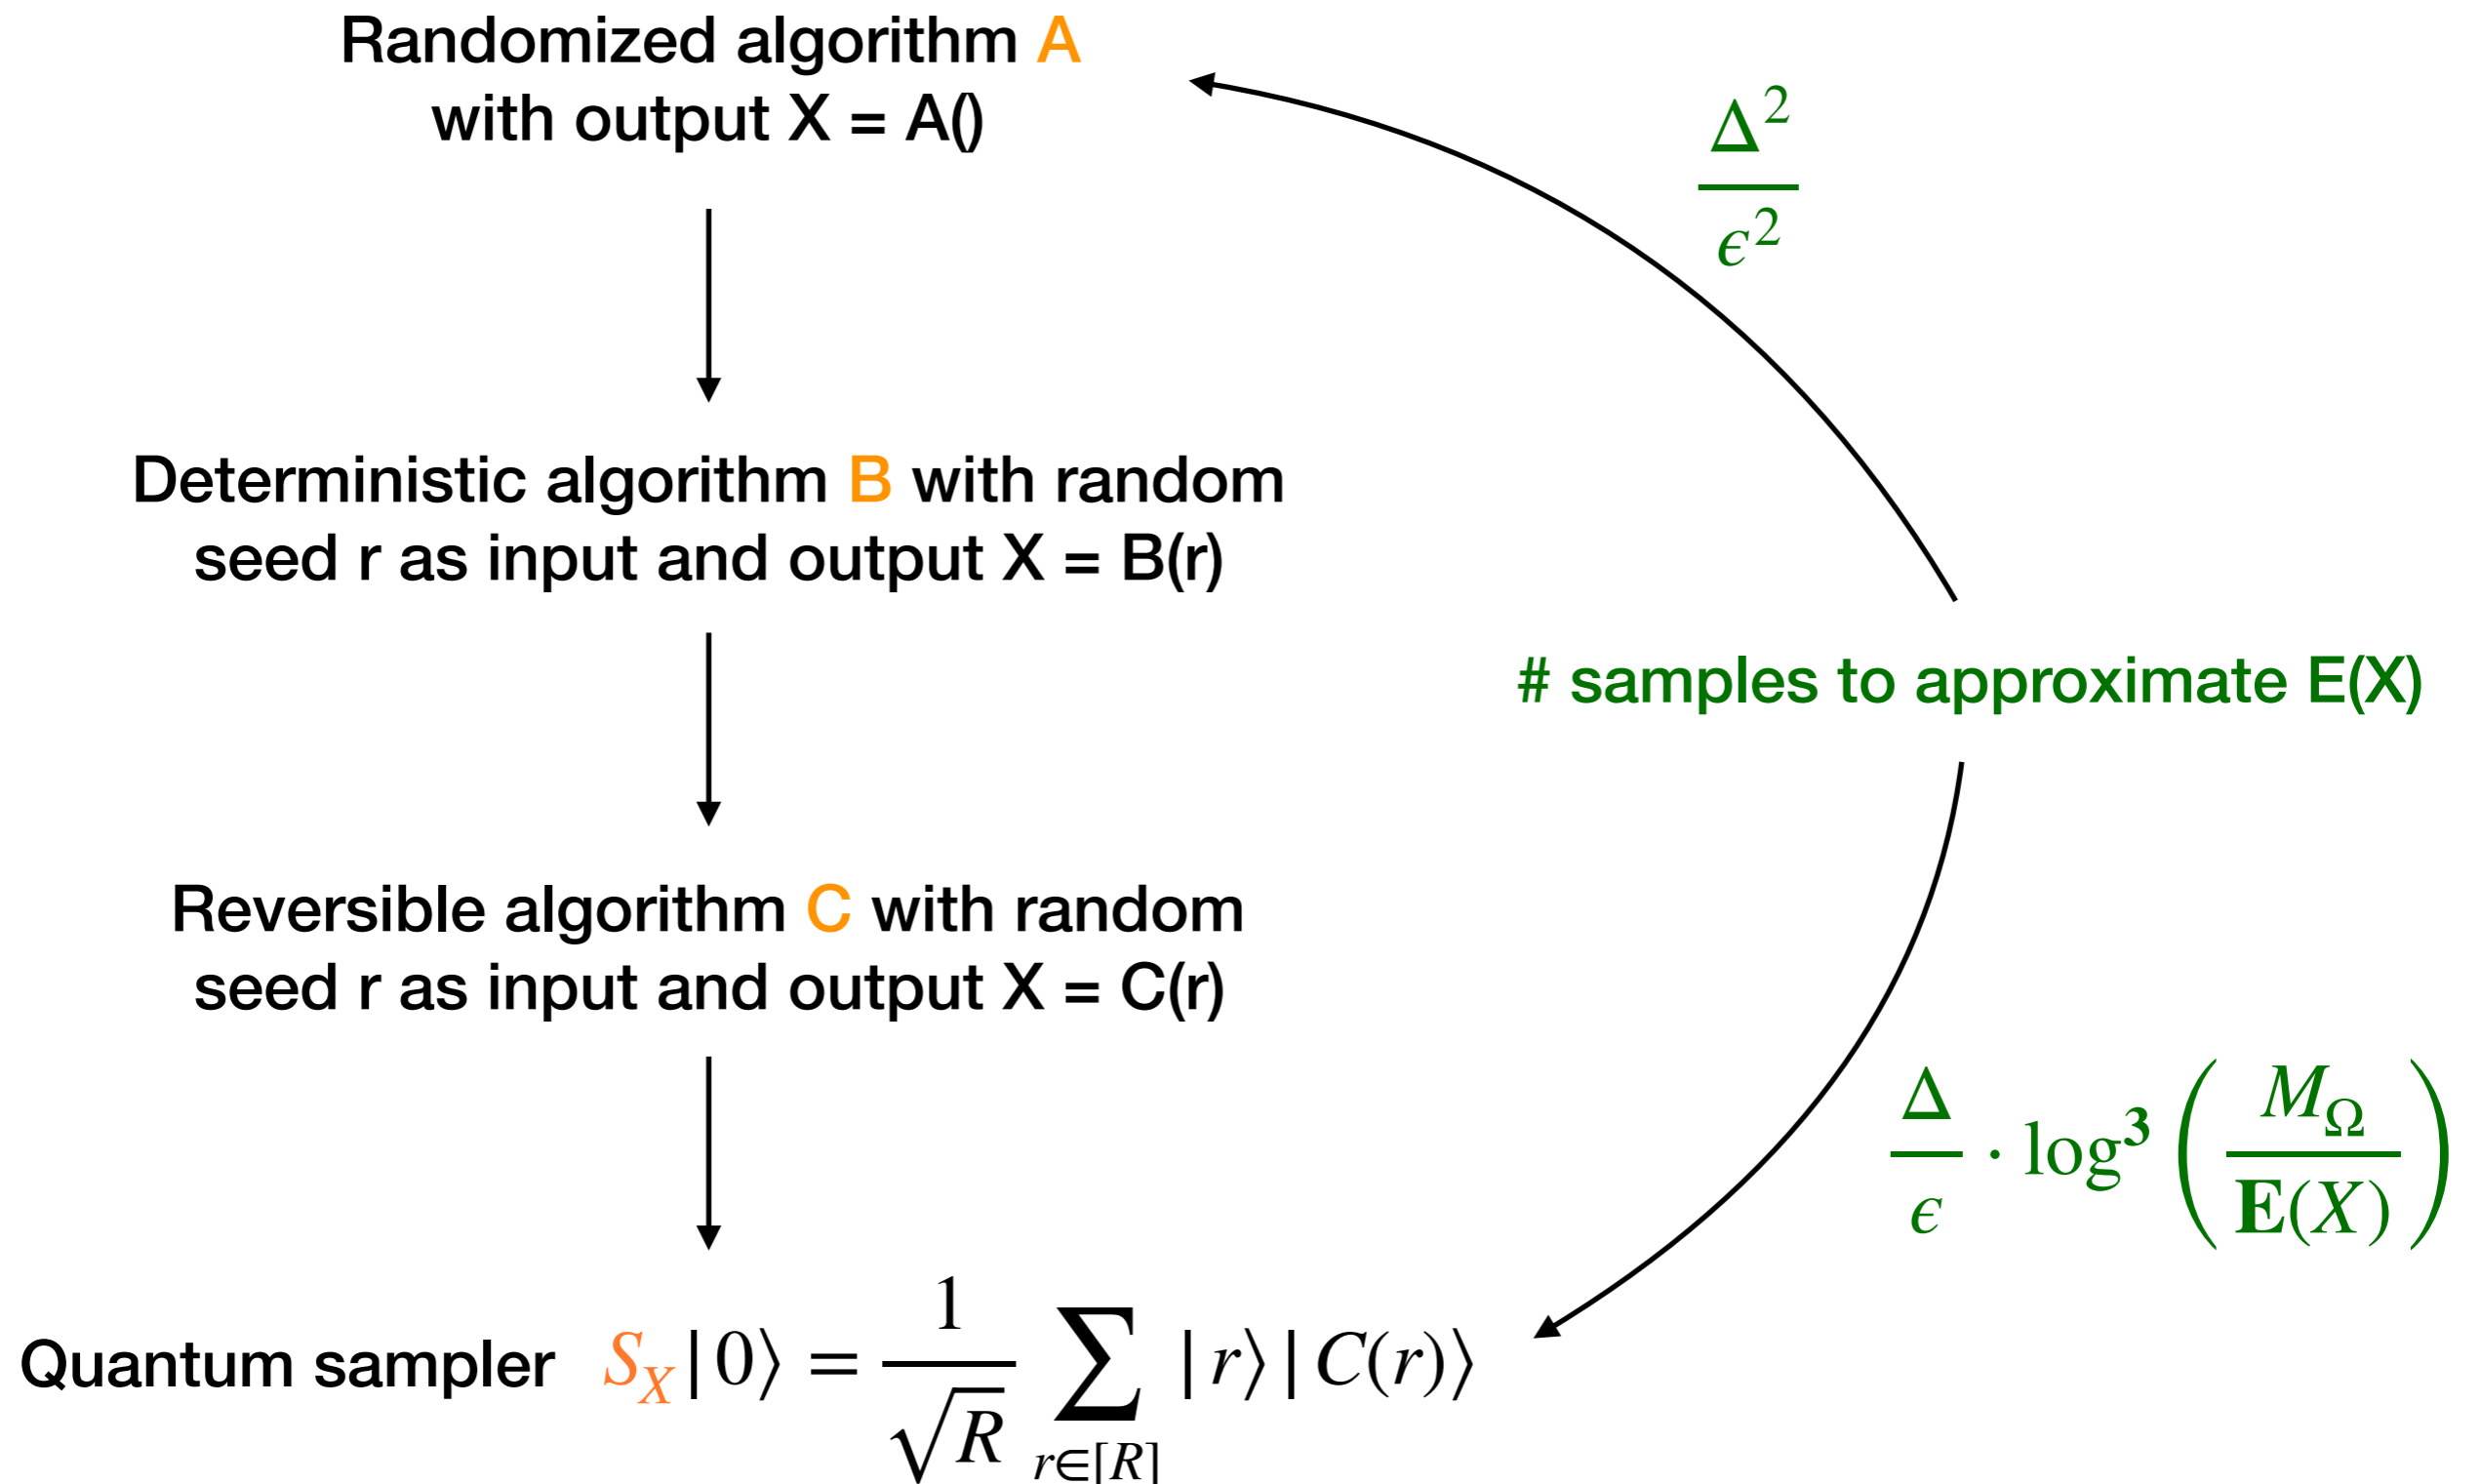 Randomized algorithm A
with output X = A()
Δ²
ϵ²
Deterministic algorithm B with random
seed r as input and output X = B(r)
# samples to approximate E(X)
Reversible algorithm C with random
seed r as input and output X = C(r)
Δ/ϵ · log³ (M_Ω / E(X))
Quantum sampler S_X|0⟩ = 1/√R ∑_{r∈[R]} |r⟩|C(r)⟩